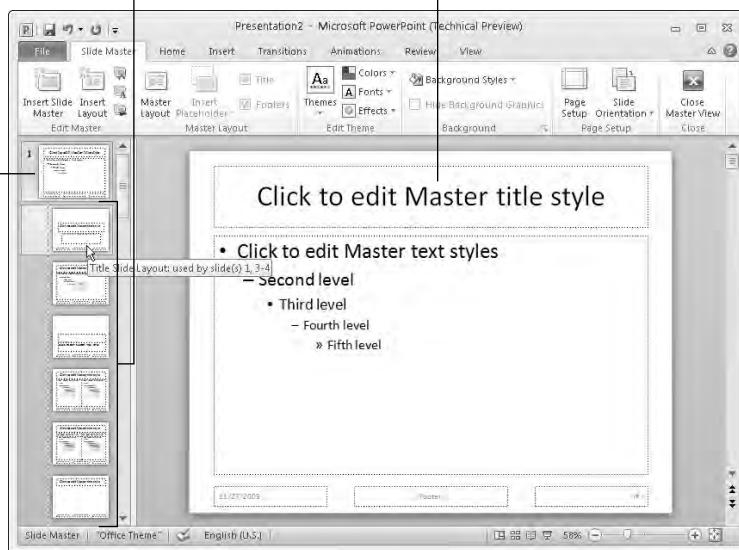 Presentation2 - Microsoft PowerPoint (Technical Preview)
File Slide Master Home Insert Transitions Animations Review View
Insert Slide Master
Insert Layout
Edit Master
Master Layout
Insert Placeholder
Title
Footers
Master Layout
Themes
Colors
Fonts
Effects
Edit Theme
Background Styles
Hide Background Graphics
Background
Page Setup
Slide Orientation
Page Setup
Close Master View
Close
1
Title Slide Layout: used by slide(s) 1, 3-4
Click to edit Master title style
• Click to edit Master text styles
– Second level
• Third level
– Fourth level
» Fifth level
11/27/2009
Footer
Slide Master "Office Theme" English (U.S.) 58%